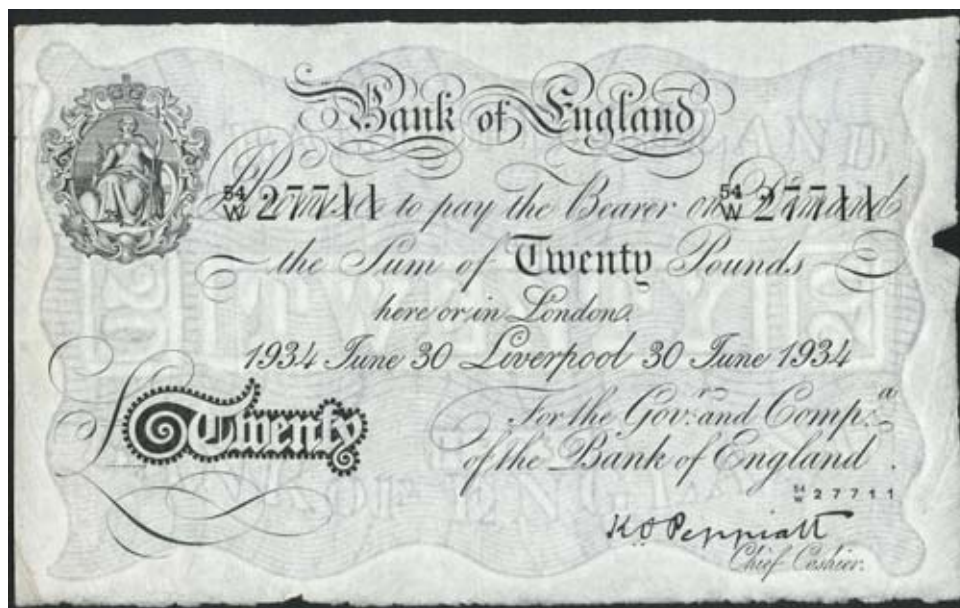 Bank of England
54
W 27711 54
W 27711
I Promise to pay the Bearer on Demand
the Sum of Twenty Pounds
here or in London.
1934 June 30 Liverpool 30 June 1934
£Twenty
For the Gov.r and Comp.a
of the Bank of England.
54
W 27711
K O Peppiatt
Chief Cashier.